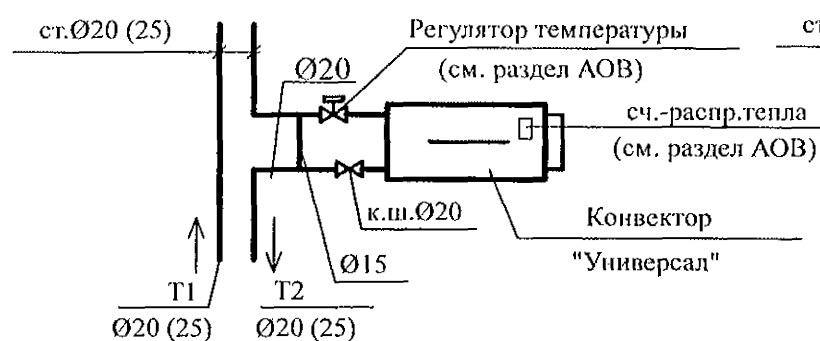 ст.Ø20 (25)
Регулятор температуры
(см. раздел АОВ)
ст
Ø20
сч.-распр.тепла
(см. раздел АОВ)
к.ш.Ø20
Конвектор
"Универсал"
Ø15
Т1
Ø20 (25)
Т2
Ø20 (25)